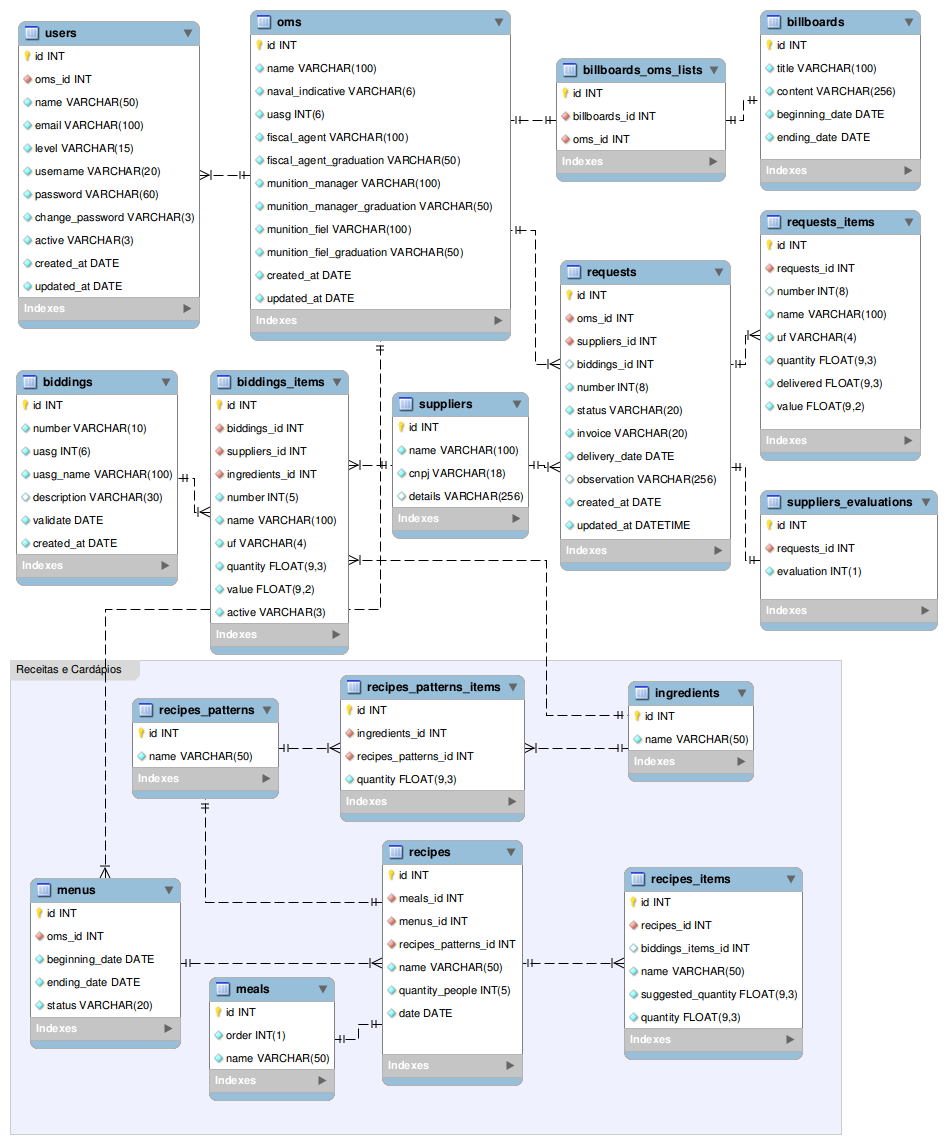 users
id INT
oms_id INT
name VARCHAR(50)
email VARCHAR(100)
level VARCHAR(15)
username VARCHAR(20)
password VARCHAR(60)
change_password VARCHAR(3)
active VARCHAR(3)
created_at DATE
updated_at DATE
Indexes
oms
id INT
name VARCHAR(100)
naval_indicative VARCHAR(6)
uasg INT(6)
fiscal_agent VARCHAR(100)
fiscal_agent_graduation VARCHAR(50)
munition_manager VARCHAR(100)
munition_manager_graduation VARCHAR(50)
munition_fiel VARCHAR(100)
munition_fiel_graduation VARCHAR(50)
created_at DATE
updated_at DATE
Indexes
billboards_oms_lists
id INT
billboards_id INT
oms_id INT
Indexes
billboards
id INT
title VARCHAR(100)
content VARCHAR(256)
beginning_date DATE
ending_date DATE
Indexes
requests_items
id INT
requests_id INT
number INT(8)
name VARCHAR(100)
uf VARCHAR(4)
quantity FLOAT(9,3)
delivered FLOAT(9,3)
value FLOAT(9,2)
Indexes
requests
id INT
oms_id INT
suppliers_id INT
biddings_id INT
number INT(8)
status VARCHAR(20)
invoice VARCHAR(20)
delivery_date DATE
observation VARCHAR(256)
created_at DATE
updated_at DATETIME
Indexes
biddings
id INT
number VARCHAR(10)
uasg INT(6)
uasg_name VARCHAR(100)
description VARCHAR(30)
validate DATE
created_at DATE
Indexes
biddings_items
id INT
biddings_id INT
suppliers_id INT
ingredients_id INT
number INT(5)
name VARCHAR(100)
uf VARCHAR(4)
quantity FLOAT(9,3)
value FLOAT(9,2)
active VARCHAR(3)
Indexes
suppliers
id INT
name VARCHAR(100)
cnpj VARCHAR(18)
details VARCHAR(256)
Indexes
suppliers_evaluations
id INT
requests_id INT
evaluation INT(1)
Indexes
Receitas e Cardápios
recipes_patterns
id INT
name VARCHAR(50)
Indexes
recipes_patterns_items
id INT
ingredients_id INT
recipes_patterns_id INT
quantity FLOAT(9,3)
Indexes
ingredients
id INT
name VARCHAR(50)
Indexes
menus
id INT
oms_id INT
beginning_date DATE
ending_date DATE
status VARCHAR(20)
Indexes
meals
id INT
order INT(1)
name VARCHAR(50)
Indexes
recipes
id INT
meals_id INT
menus_id INT
recipes_patterns_id INT
name VARCHAR(50)
quantity_people INT(5)
date DATE
Indexes
recipes_items
id INT
recipes_id INT
biddings_items_id INT
name VARCHAR(50)
suggested_quantity FLOAT(9,3)
quantity FLOAT(9,3)
Indexes